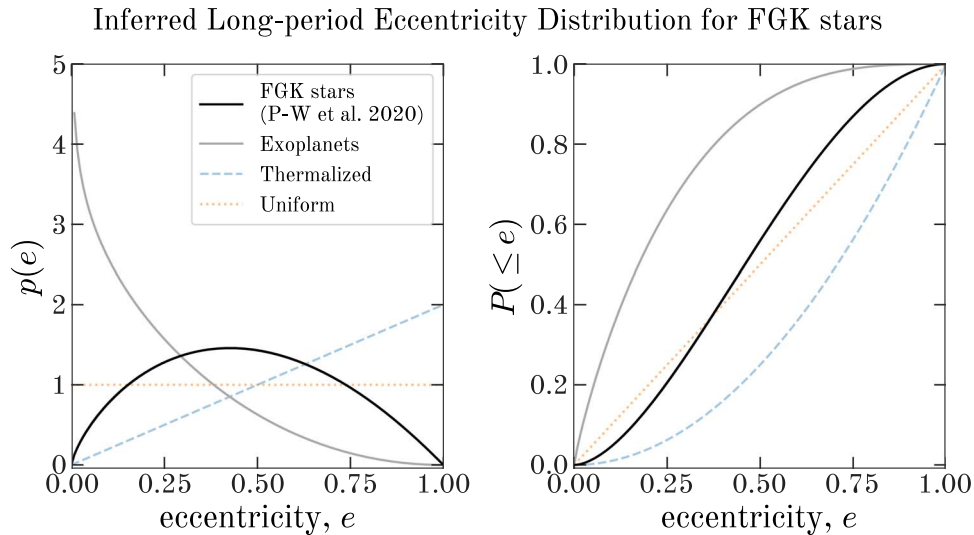 Inferred Long-period Eccentricity Distribution for FGK stars
p(e)
5
4
3
2
1
0
0.00 0.25 0.50 0.75 1.00
eccentricity, e
FGK stars
(P-W et al. 2020)
Exoplanets
Thermalized
Uniform
P(≤ e)
1.0
0.8
0.6
0.4
0.2
0.0
0.00 0.25 0.50 0.75 1.00
eccentricity, e